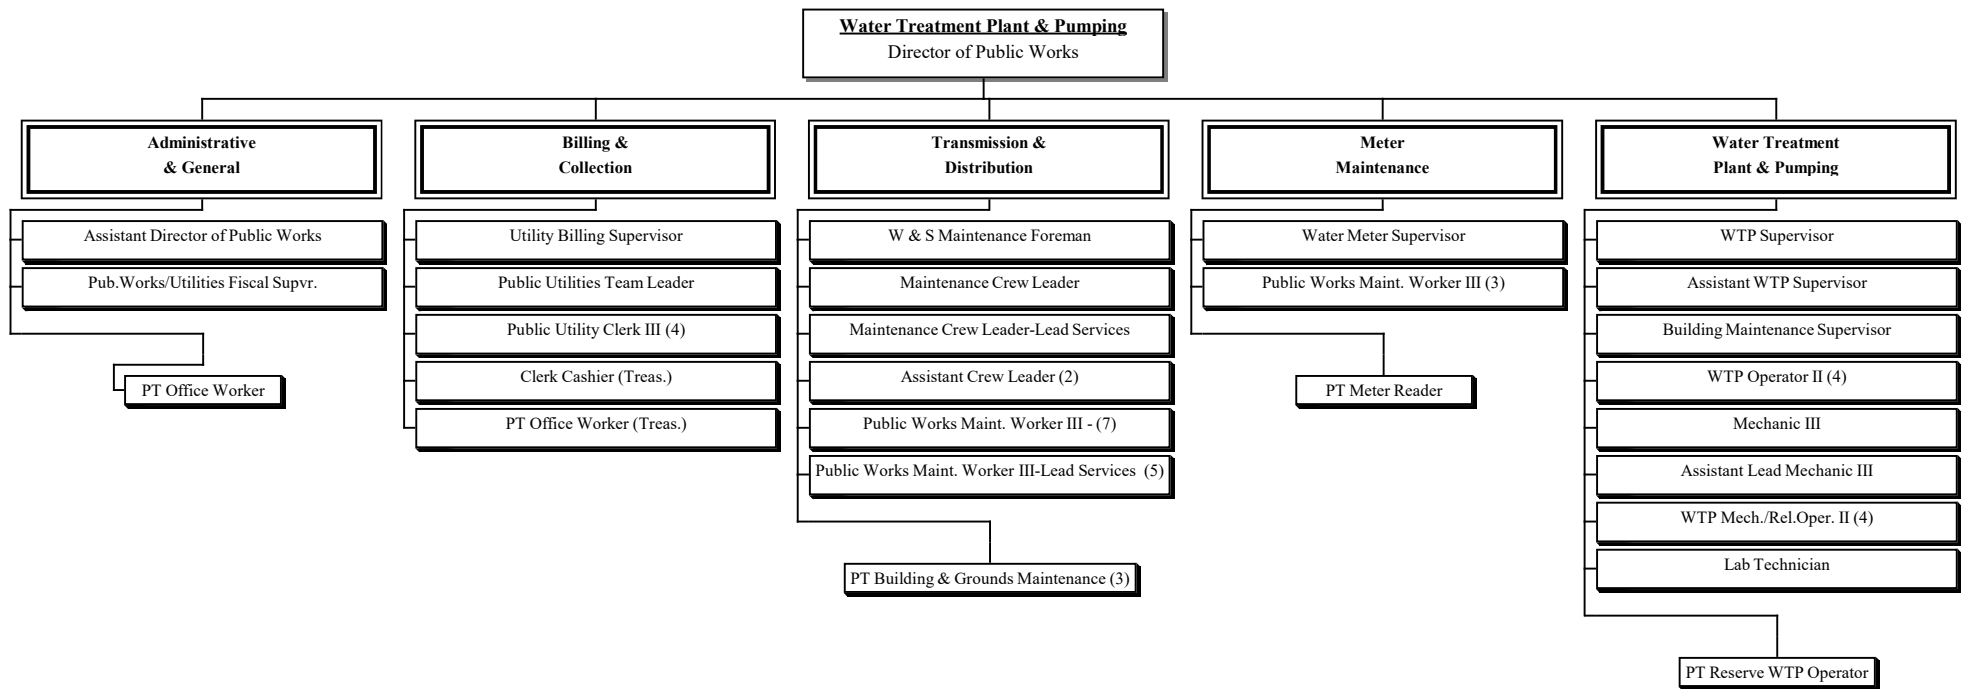 Water Treatment Plant & Pumping
Director of Public Works
Administrative
& General
Assistant Director of Public Works
Pub.Works/Utilities Fiscal Supvr.
PT Office Worker
Billing &
Collection
Utility Billing Supervisor
Public Utilities Team Leader
Public Utility Clerk III (4)
Clerk Cashier (Treas.)
PT Office Worker (Treas.)
Transmission &
Distribution
W & S Maintenance Foreman
Maintenance Crew Leader
Maintenance Crew Leader-Lead Services
Assistant Crew Leader (2)
Public Works Maint. Worker III - (7)
Public Works Maint. Worker III-Lead Services (5)
PT Building & Grounds Maintenance (3)
Meter
Maintenance
Water Meter Supervisor
Public Works Maint. Worker III (3)
PT Meter Reader
Water Treatment
Plant & Pumping
WTP Supervisor
Assistant WTP Supervisor
Building Maintenance Supervisor
WTP Operator II (4)
Mechanic III
Assistant Lead Mechanic III
WTP Mech./Rel.Oper. II (4)
Lab Technician
PT Reserve WTP Operator